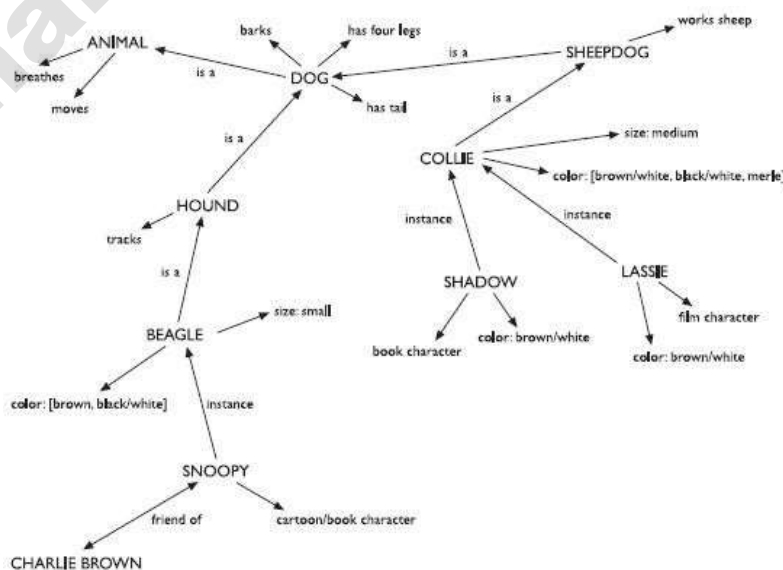 works sheep
barks
has four legs
ANIMAL
is a
SHEEPDOG
breathes
is a
DOG
moves
has tail
is a
is a
size: medium
COLLIE
color: [brown/white, black/white, merle]
HOUND
instance
instance
tracks
is a
SHADOW
LASSIE
size: small
film character
BEAGLE
book character
color: brown/white
color: brown/white
color: [brown, black/white]
instance
SNOOPY
friend of
cartoon/book character
CHARLIE BROWN